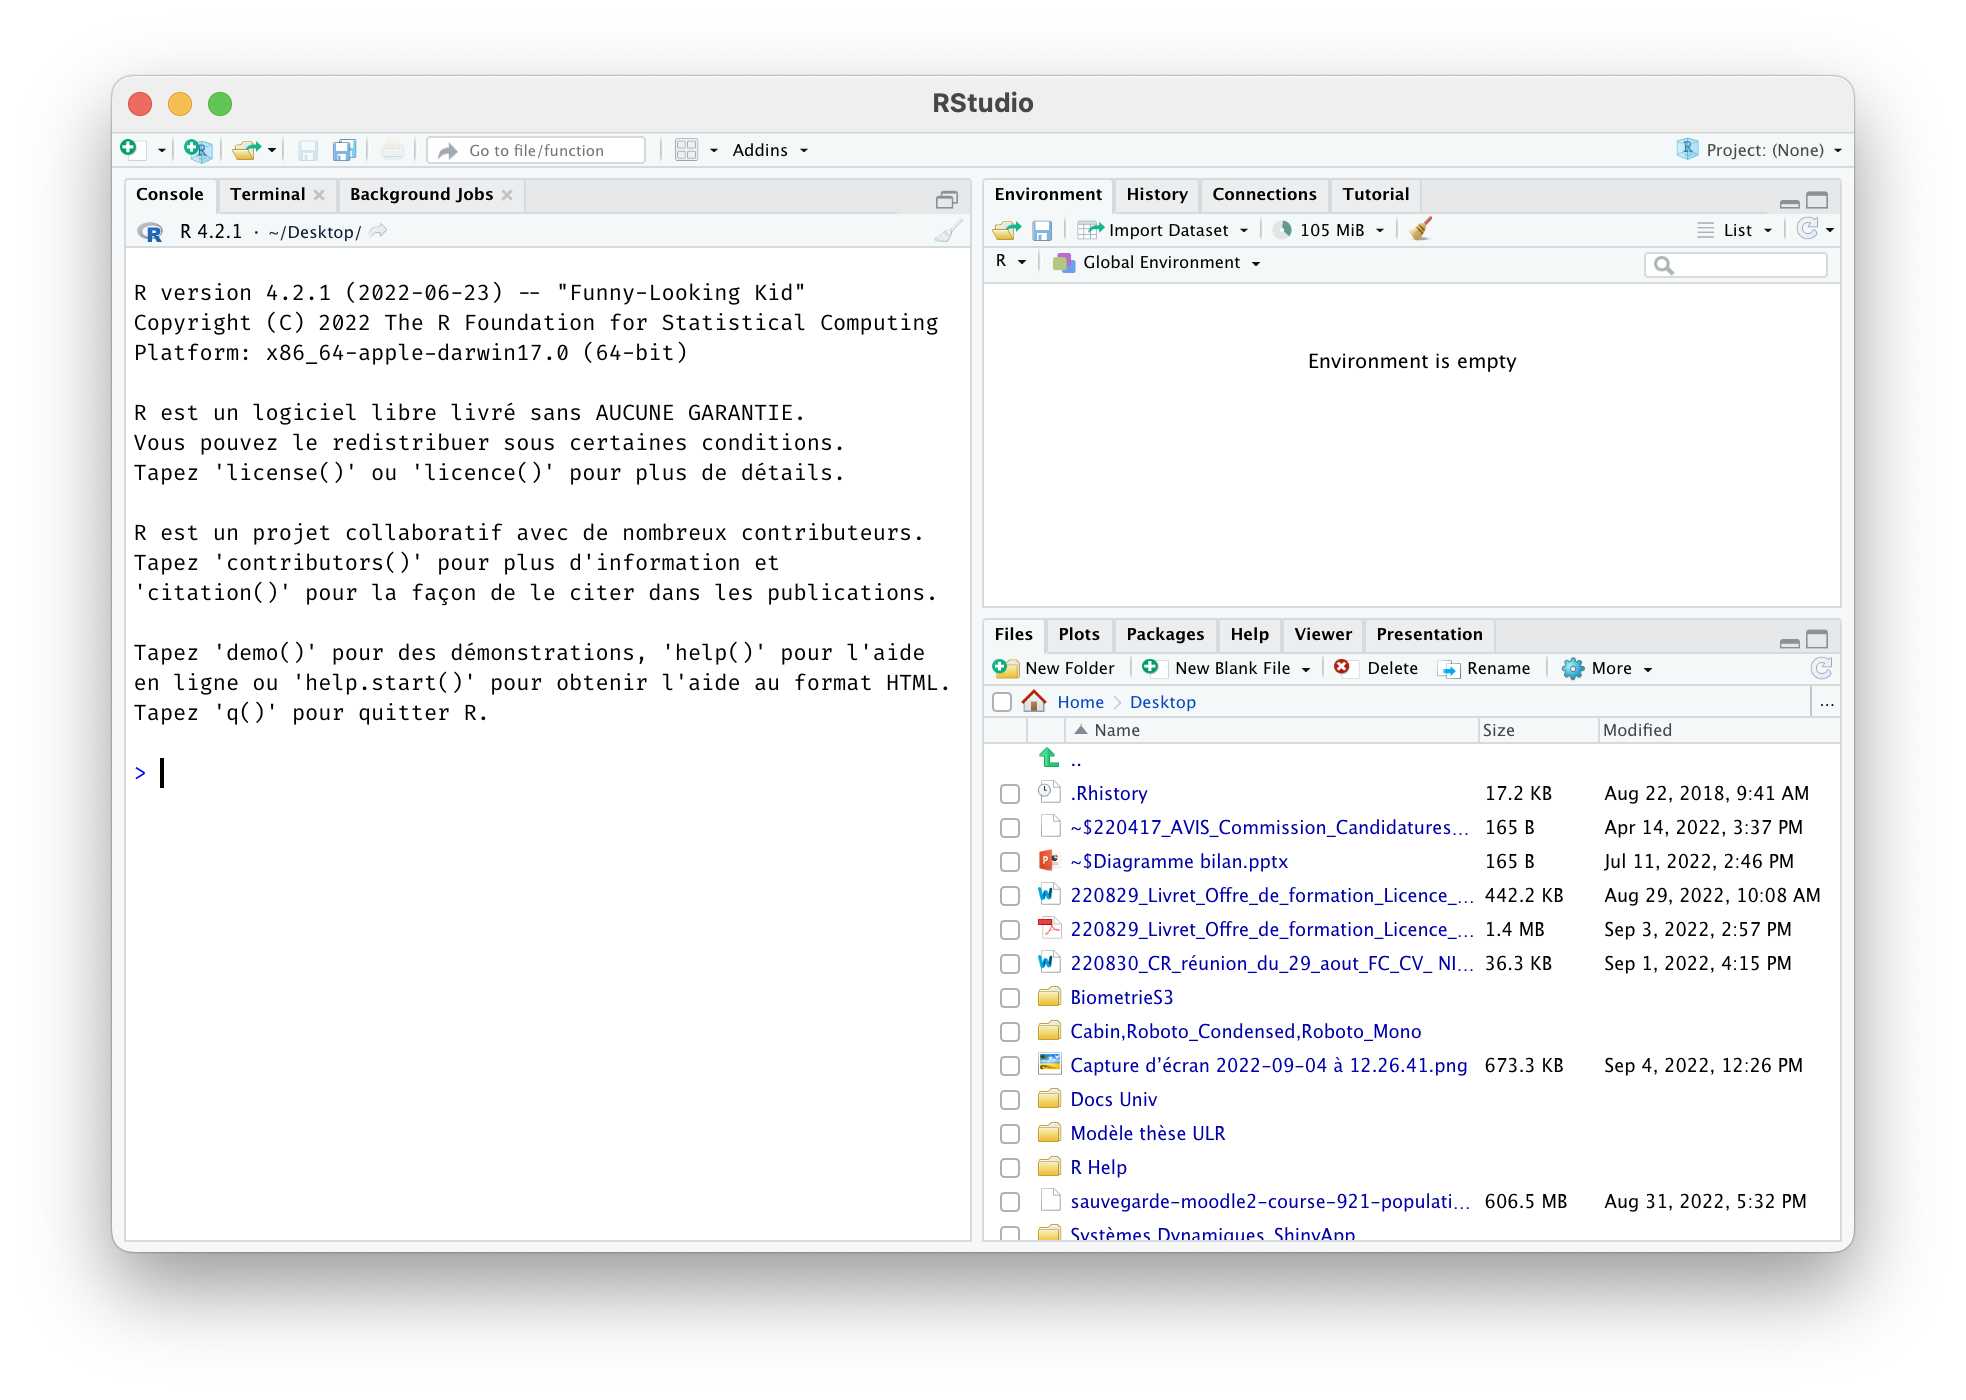 RStudio
Go to file/function
Addins
Project: (None)
Console Terminal Background Jobs
R 4.2.1 · ~/Desktop/
R version 4.2.1 (2022-06-23) -- "Funny-Looking Kid"
Copyright (C) 2022 The R Foundation for Statistical Computing
Platform: x86_64-apple-darwin17.0 (64-bit)
R est un logiciel libre livré sans AUCUNE GARANTIE.
Vous pouvez le redistribuer sous certaines conditions.
Tapez 'license()' ou 'licence()' pour plus de détails.
R est un projet collaboratif avec de nombreux contributeurs.
Tapez 'contributors()' pour plus d'information et
'citation()' pour la façon de le citer dans les publications.
Tapez 'demo()' pour des démonstrations, 'help()' pour l'aide
en ligne ou 'help.start()' pour obtenir l'aide au format HTML.
Tapez 'q()' pour quitter R.
>
Environment History Connections Tutorial
Import Dataset 105 MiB List
R Global Environment
Environment is empty
Files Plots Packages Help Viewer Presentation
New Folder New Blank File Delete Rename More
Home Desktop ...
Name Size Modified
..
.Rhistory 17.2 KB Aug 22, 2018, 9:41 AM
~$220417_AVIS_Commission_Candidatures... 165 B Apr 14, 2022, 3:37 PM
~$Diagramme bilan.pptx 165 B Jul 11, 2022, 2:46 PM
220829_Livret_Offre_de_formation_Licence_... 442.2 KB Aug 29, 2022, 10:08 AM
220829_Livret_Offre_de_formation_Licence_... 1.4 MB Sep 3, 2022, 2:57 PM
220830_CR_réunion_du_29_aout_FC_CV_ NI... 36.3 KB Sep 1, 2022, 4:15 PM
BiometrieS3
Cabin,Roboto_Condensed,Roboto_Mono
Capture d’écran 2022-09-04 à 12.26.41.png 673.3 KB Sep 4, 2022, 12:26 PM
Docs Univ
Modèle thèse ULR
R Help
sauvegarde-moodle2-course-921-populati... 606.5 MB Aug 31, 2022, 5:32 PM
Systèmes Dynamiques ShinyApp